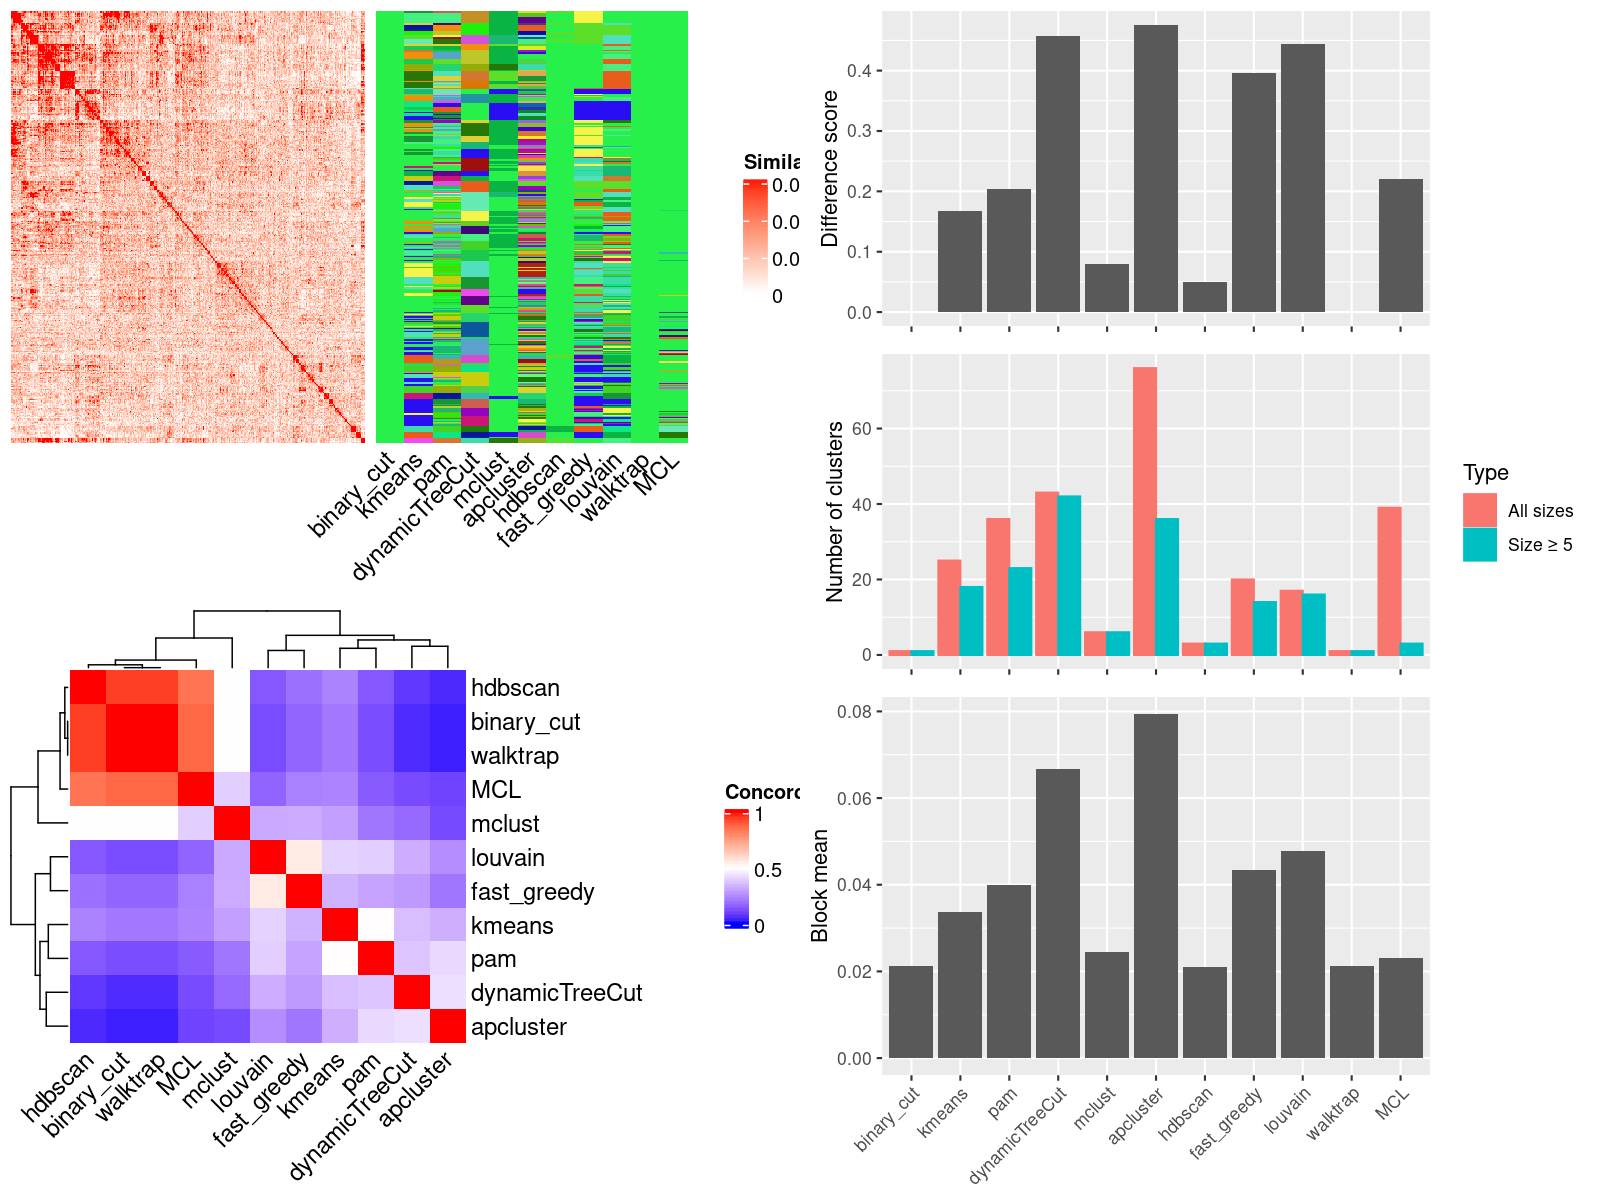 Simila
0.0
0.0
0.0
0
binary_cut
kmeans
pam
dynamicTreeCut
mclust
apcluster
hdbscan
fast_greedy
louvain
walktrap
MCL
hdbscan
binary_cut
walktrap
MCL
mclust
louvain
fast_greedy
kmeans
pam
dynamicTreeCut
apcluster
Concord
1
0.5
0
hdbscan
binary_cut
walktrap
MCL
mclust
louvain
fast_greedy
kmeans
pam
dynamicTreeCut
apcluster
Difference score
0.4
0.3
0.2
0.1
0.0
Number of clusters
60
40
20
0
Type
All sizes
Size ≥ 5
Block mean
0.08
0.06
0.04
0.02
0.00
binary_cut
kmeans
pam
dynamicTreeCut
mclust
apcluster
hdbscan
fast_greedy
louvain
walktrap
MCL